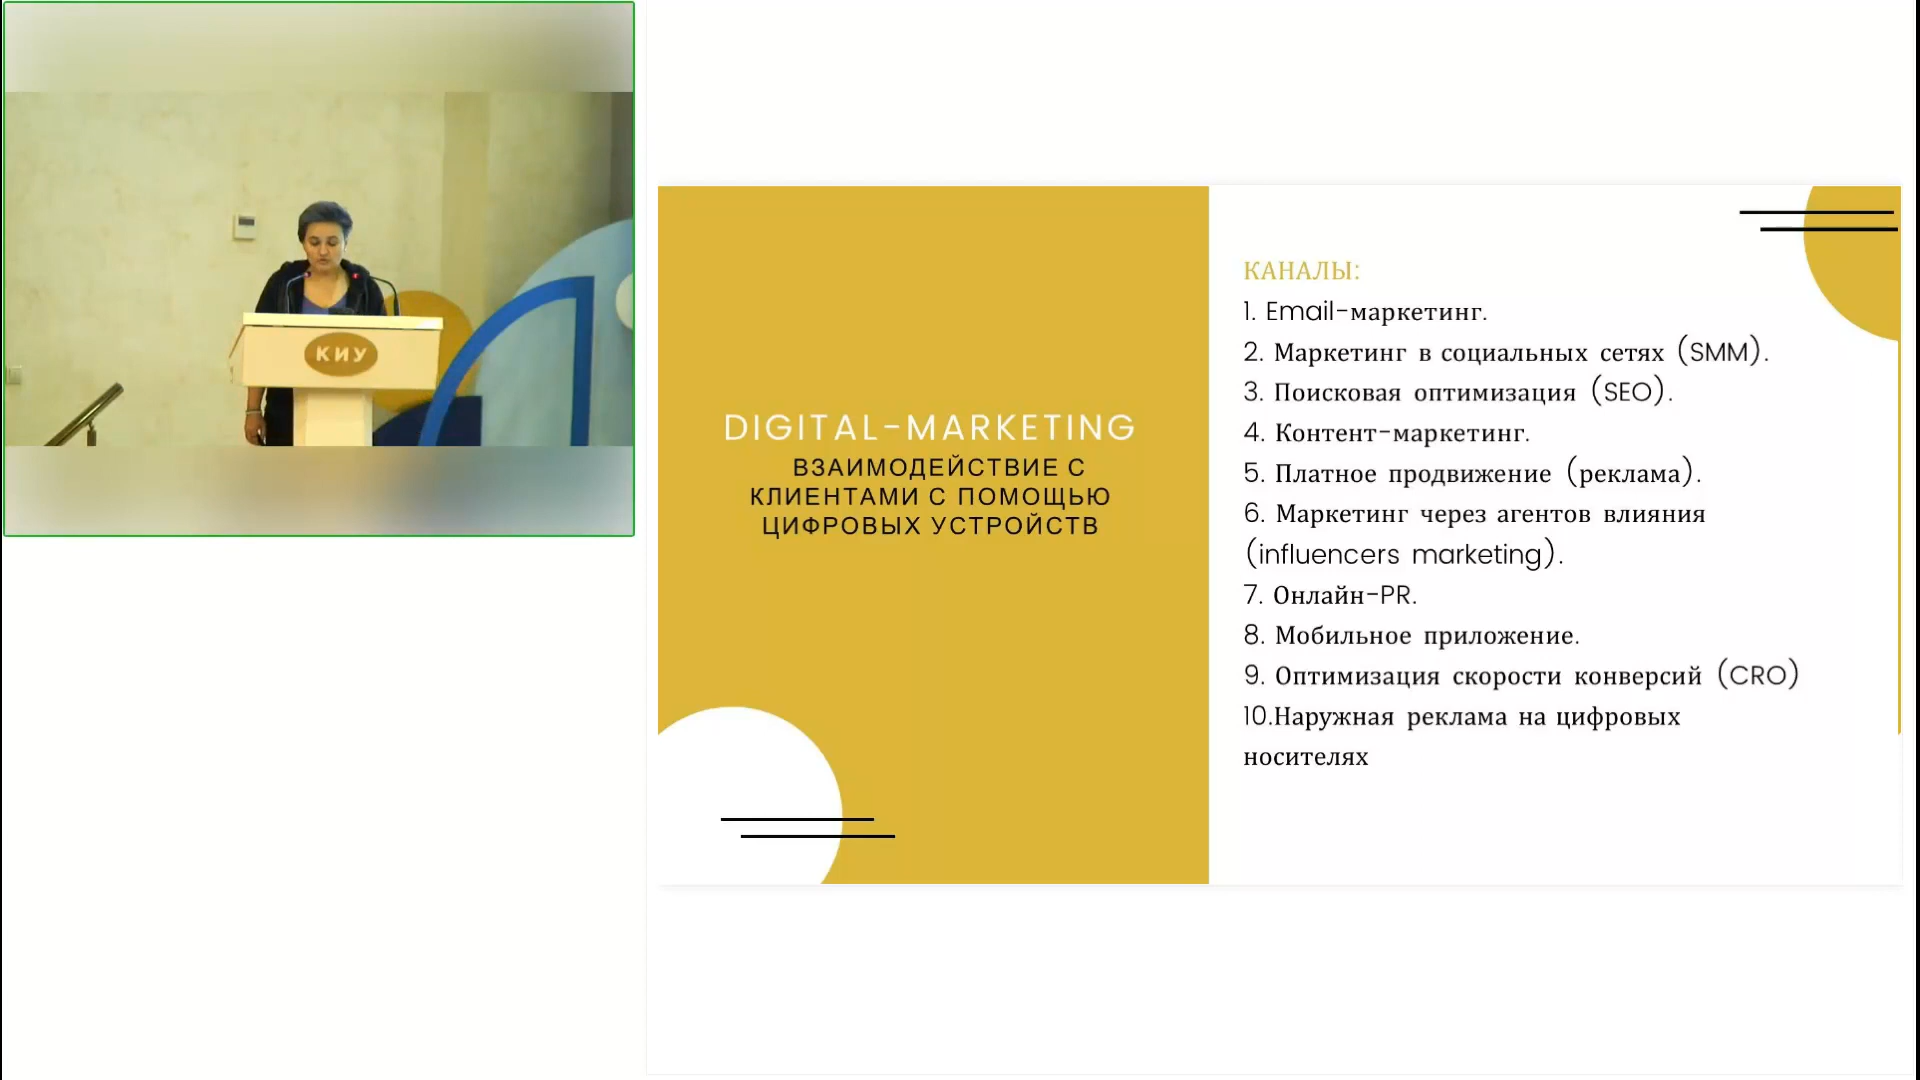 КИУ
DIGITAL-MARKETING
ВЗАИМОДЕЙСТВИЕ С
КЛИЕНТАМИ С ПОМОЩЬЮ
ЦИФРОВЫХ УСТРОЙСТВ
КАНАЛЫ:
1. Email-маркетинг.
2. Маркетинг в социальных сетях (SMM).
3. Поисковая оптимизация (SEO).
4. Контент-маркетинг.
5. Платное продвижение (реклама).
6. Маркетинг через агентов влияния
(influencers marketing).
7. Онлайн-PR.
8. Мобильное приложение.
9. Оптимизация скорости конверсий (CRO)
10.Наружная реклама на цифровых
носителях